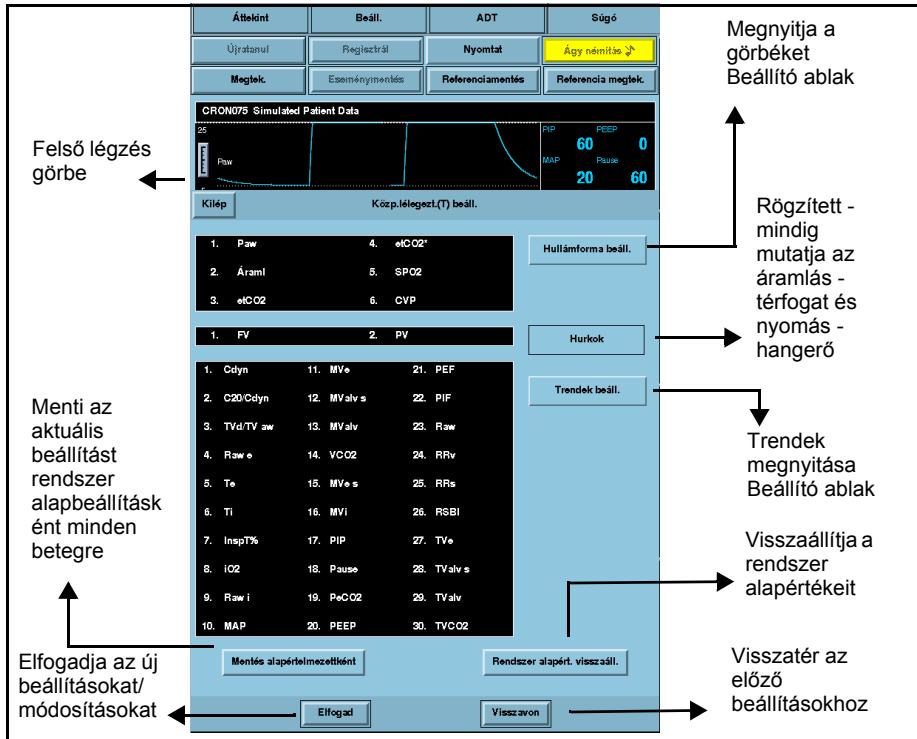 Áttekint Beáll. ADT Súgó
Újratanul Regisztrál Nyomtat Ágy némítás
Megtek. Eseménymentés Referenciamentés Referencia megtek.
CRON075 Simulated Patient Data
25
Paw
PIP PEEP
60 0
MAP Pause
20 60
Kilép Közp.lélegezt.(T) beáll.
1. Paw 4. etCO2*
2. Áraml 5. SPO2
3. etCO2 6. CVP
Hullámforma beáll.
1. FV 2. PV
Hurkok
1. Cdyn 11. MVe 21. PEF
2. C20/Cdyn 12. MValv s 22. PIF
3. TVd/TV aw 13. MValv 23. Raw
4. Raw e 14. VCO2 24. RRv
5. Te 15. MVe s 25. RRs
6. Ti 16. MVi 26. RSBI
7. InspT% 17. PIP 27. TVe
8. iO2 18. Pause 28. TValv s
9. Raw i 19. PeCO2 29. TValv
10. MAP 20. PEEP 30. TVCO2
Trendek beáll.
Mentés alapértelmezettként Rendszer alapért. visszaáll.
Elfogad Visszavon
Felső légzés
görbe
Menti az
aktuális
beállítást
rendszer
alapbeállításk
ént minden
betegre
Elfogadja az új
beállításokat/
módosításokat
Megnyitja a
görbéket
Beállító ablak
Rögzített -
mindig
mutatja az
áramlás -
térfogat és
nyomás -
hangerő
Trendek
megnyitása
Beállító ablak
Visszaállítja a
rendszer
alapértékeit
Visszatér az
előző
beállításokhoz